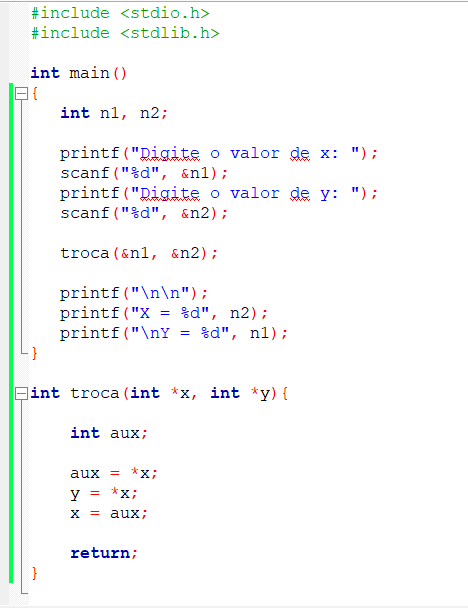 #include <stdio.h>
#include <stdlib.h>
int main()
{
int n1, n2;
printf("Digite o valor de x: ");
scanf("%d", &n1);
printf("Digite o valor de y: ");
scanf("%d", &n2);
troca(&n1, &n2);
printf("\n\n");
printf("X = %d", n2);
printf("\nY = %d", n1);
}
int troca(int *x, int *y){
int aux;
aux = *x;
y = *x;
x = aux;
return;
}